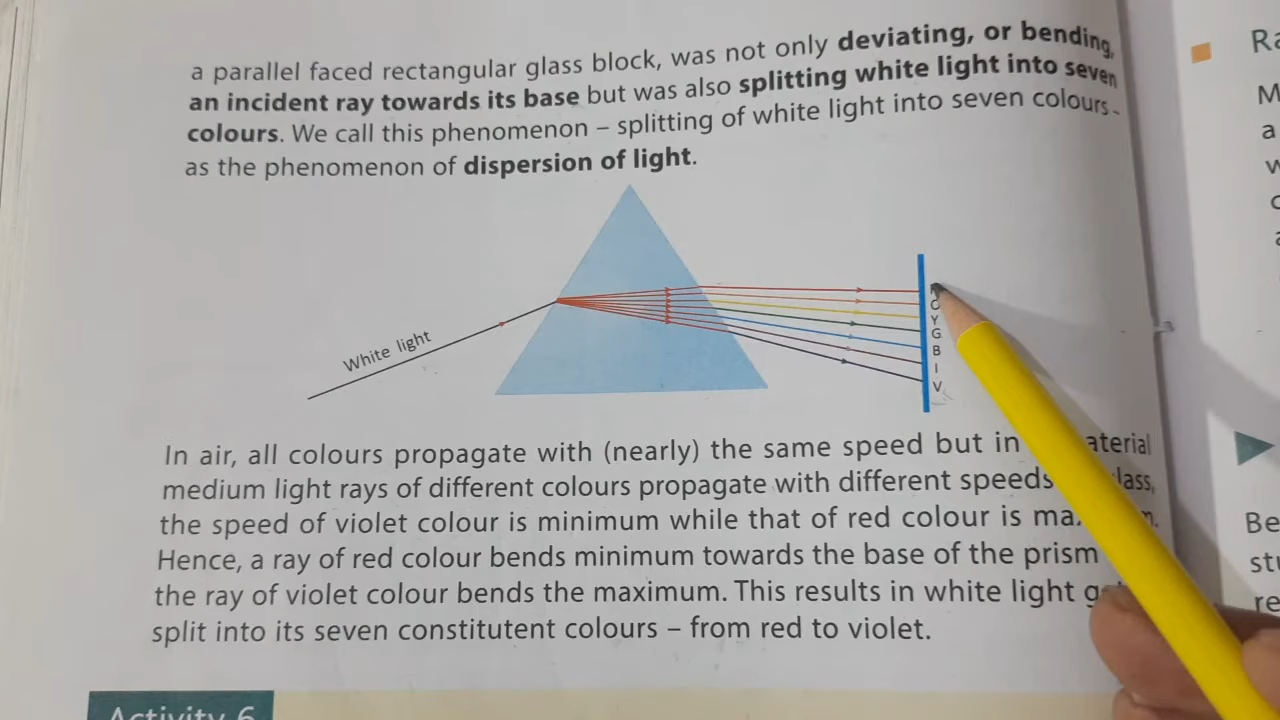 a parallel faced rectangular glass block, was not only deviating, or bending,
an incident ray towards its base but was also splitting white light into seven
colours. We call this phenomenon – splitting of white light into seven colours -
as the phenomenon of dispersion of light.
White light
O
Y
G
B
I
V
In air, all colours propagate with (nearly) the same speed but in
medium light rays of different colours propagate with different speeds
the speed of violet colour is minimum while that of red colour is
Hence, a ray of red colour bends minimum towards the base of the prism
the ray of violet colour bends the maximum. This results in white light
split into its seven constitutent colours – from red to violet.
Activity 6